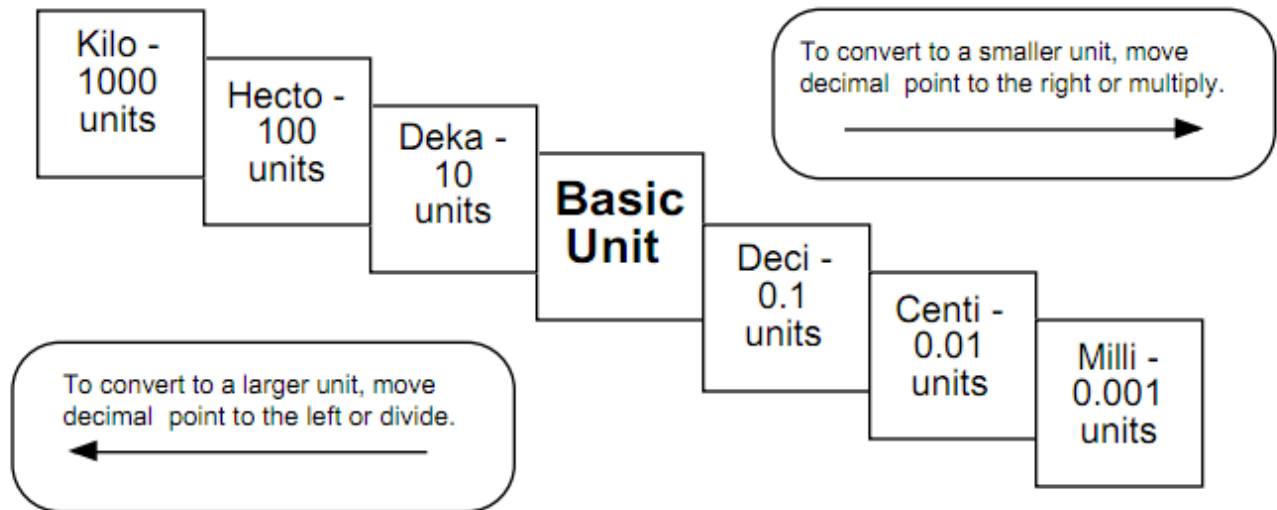 Kilo -
1000
units
Hecto -
100
units
Deka -
10
units
Basic
Unit
Deci -
0.1
units
Centi -
0.01
units
Milli -
0.001
units
To convert to a smaller unit, move
decimal point to the right or multiply.
To convert to a larger unit, move
decimal point to the left or divide.